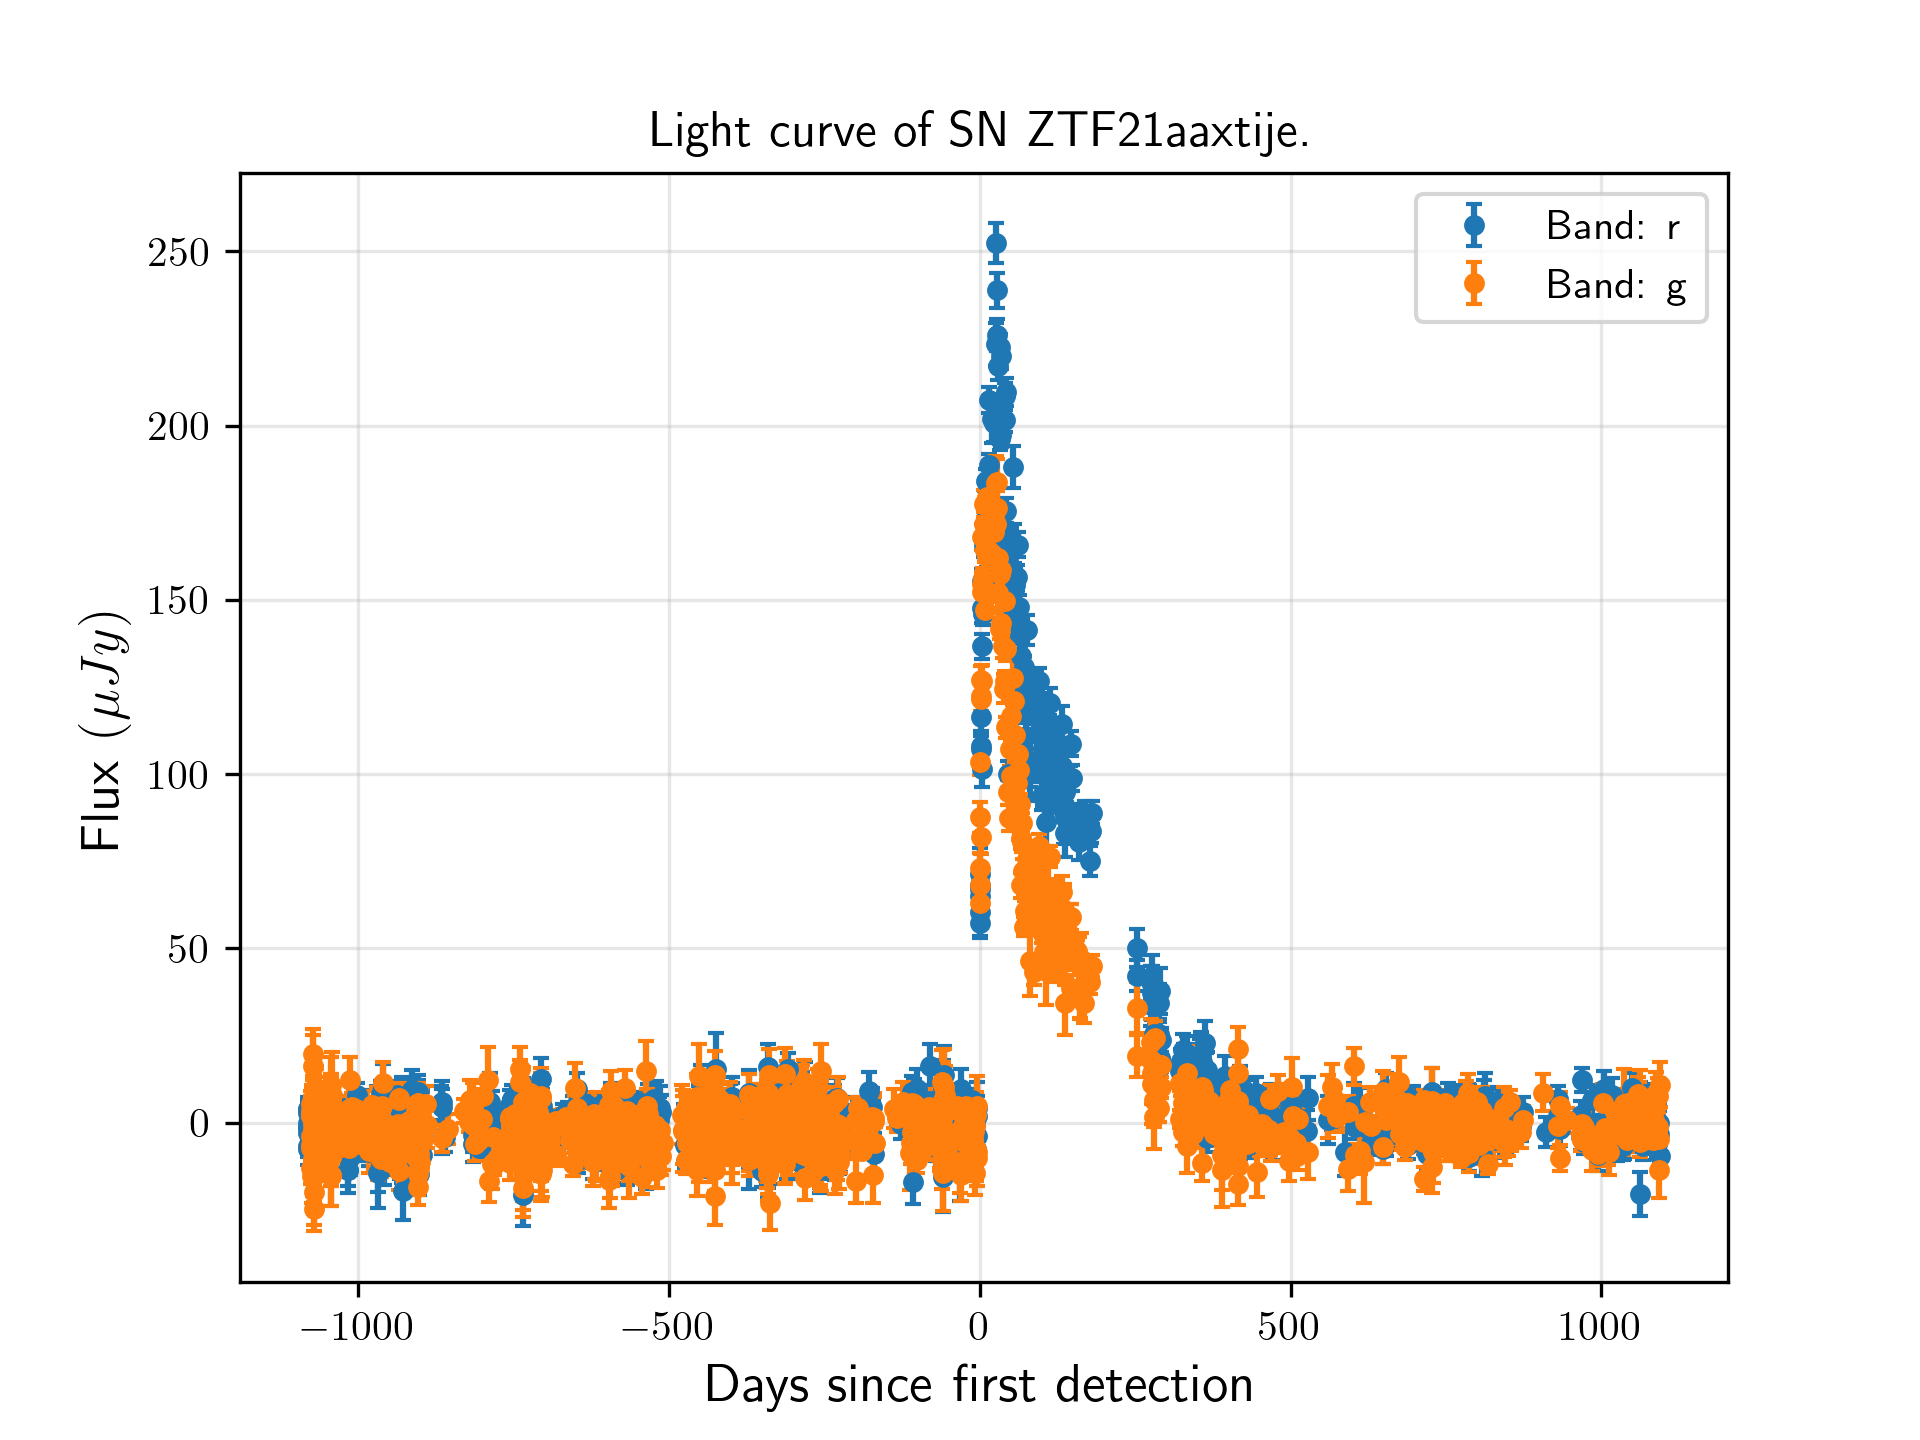 Light curve of SN ZTF21aaxtije.
Band: r
Band: g
Flux (μJy)
250
200
150
100
50
0
−1000
−500
0
500
1000
Days since first detection